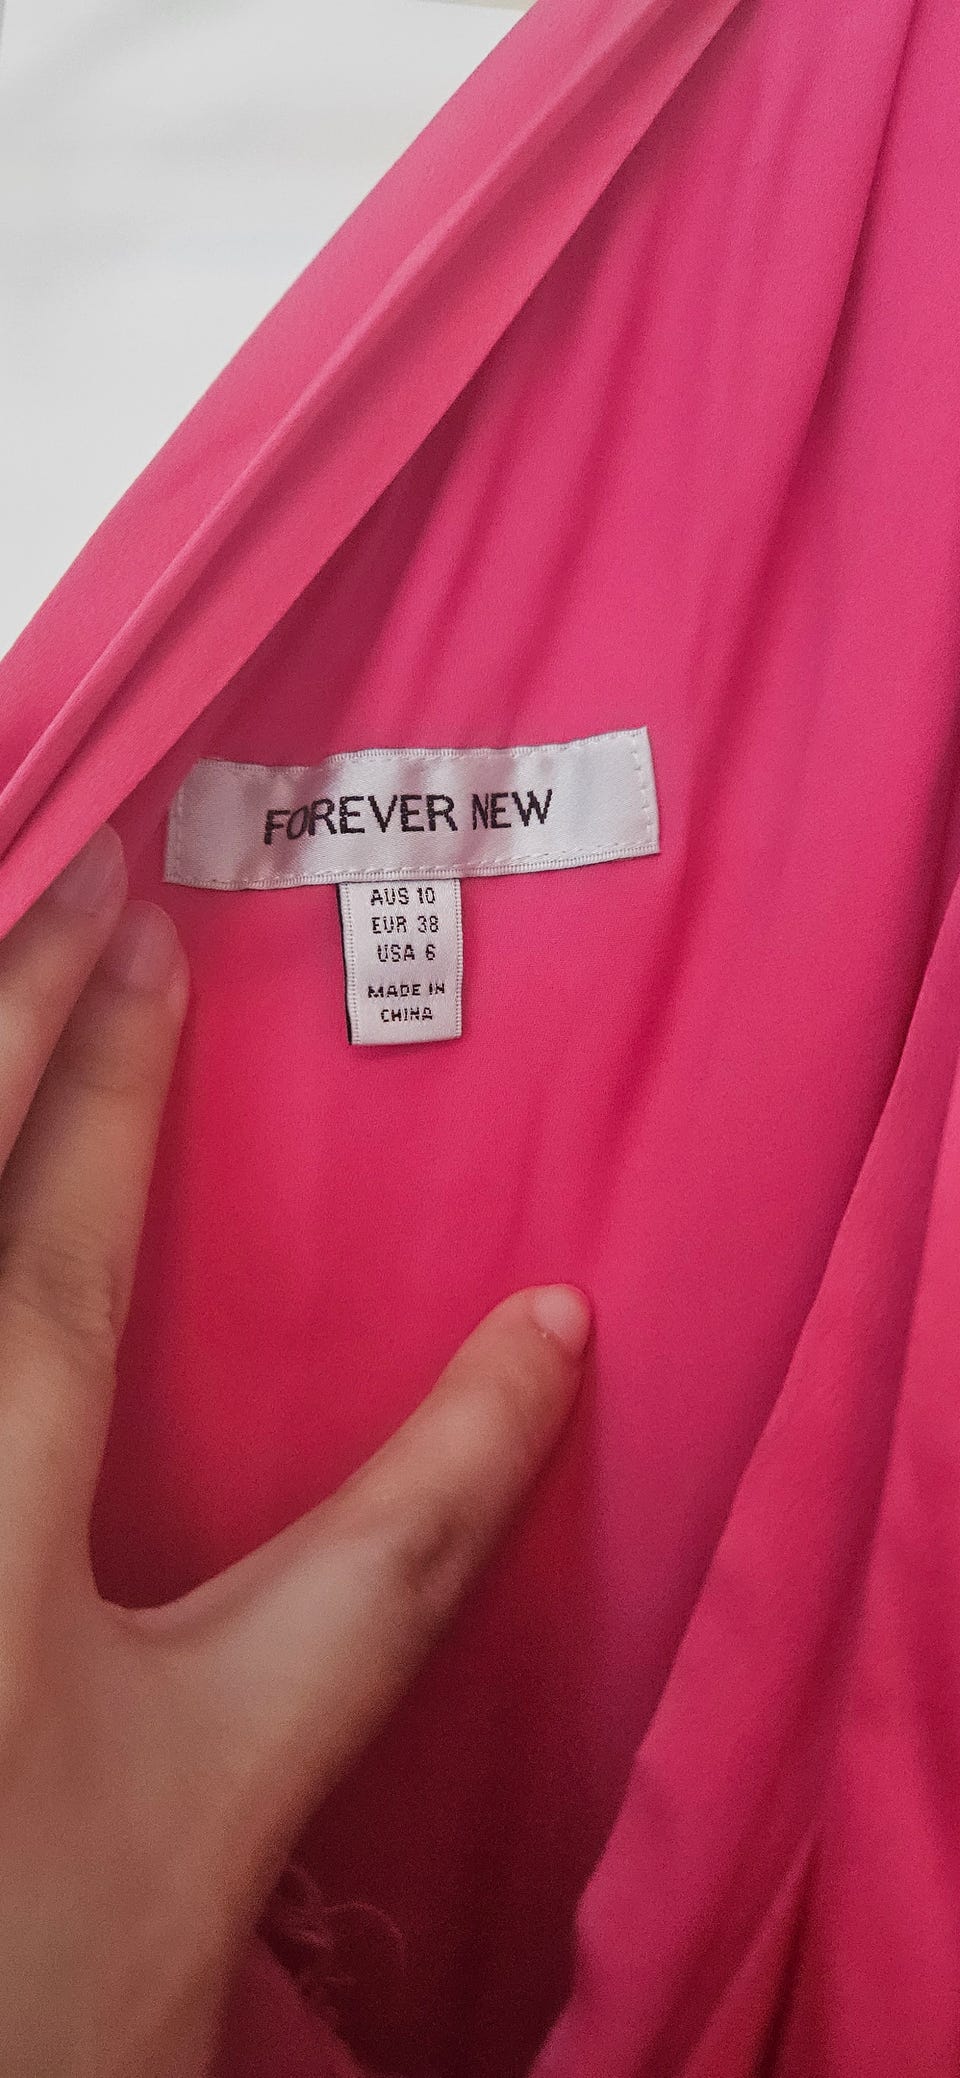 FOREVER NEW
AUS 10
EUR 38
USA 6
MADE IN
CHINA